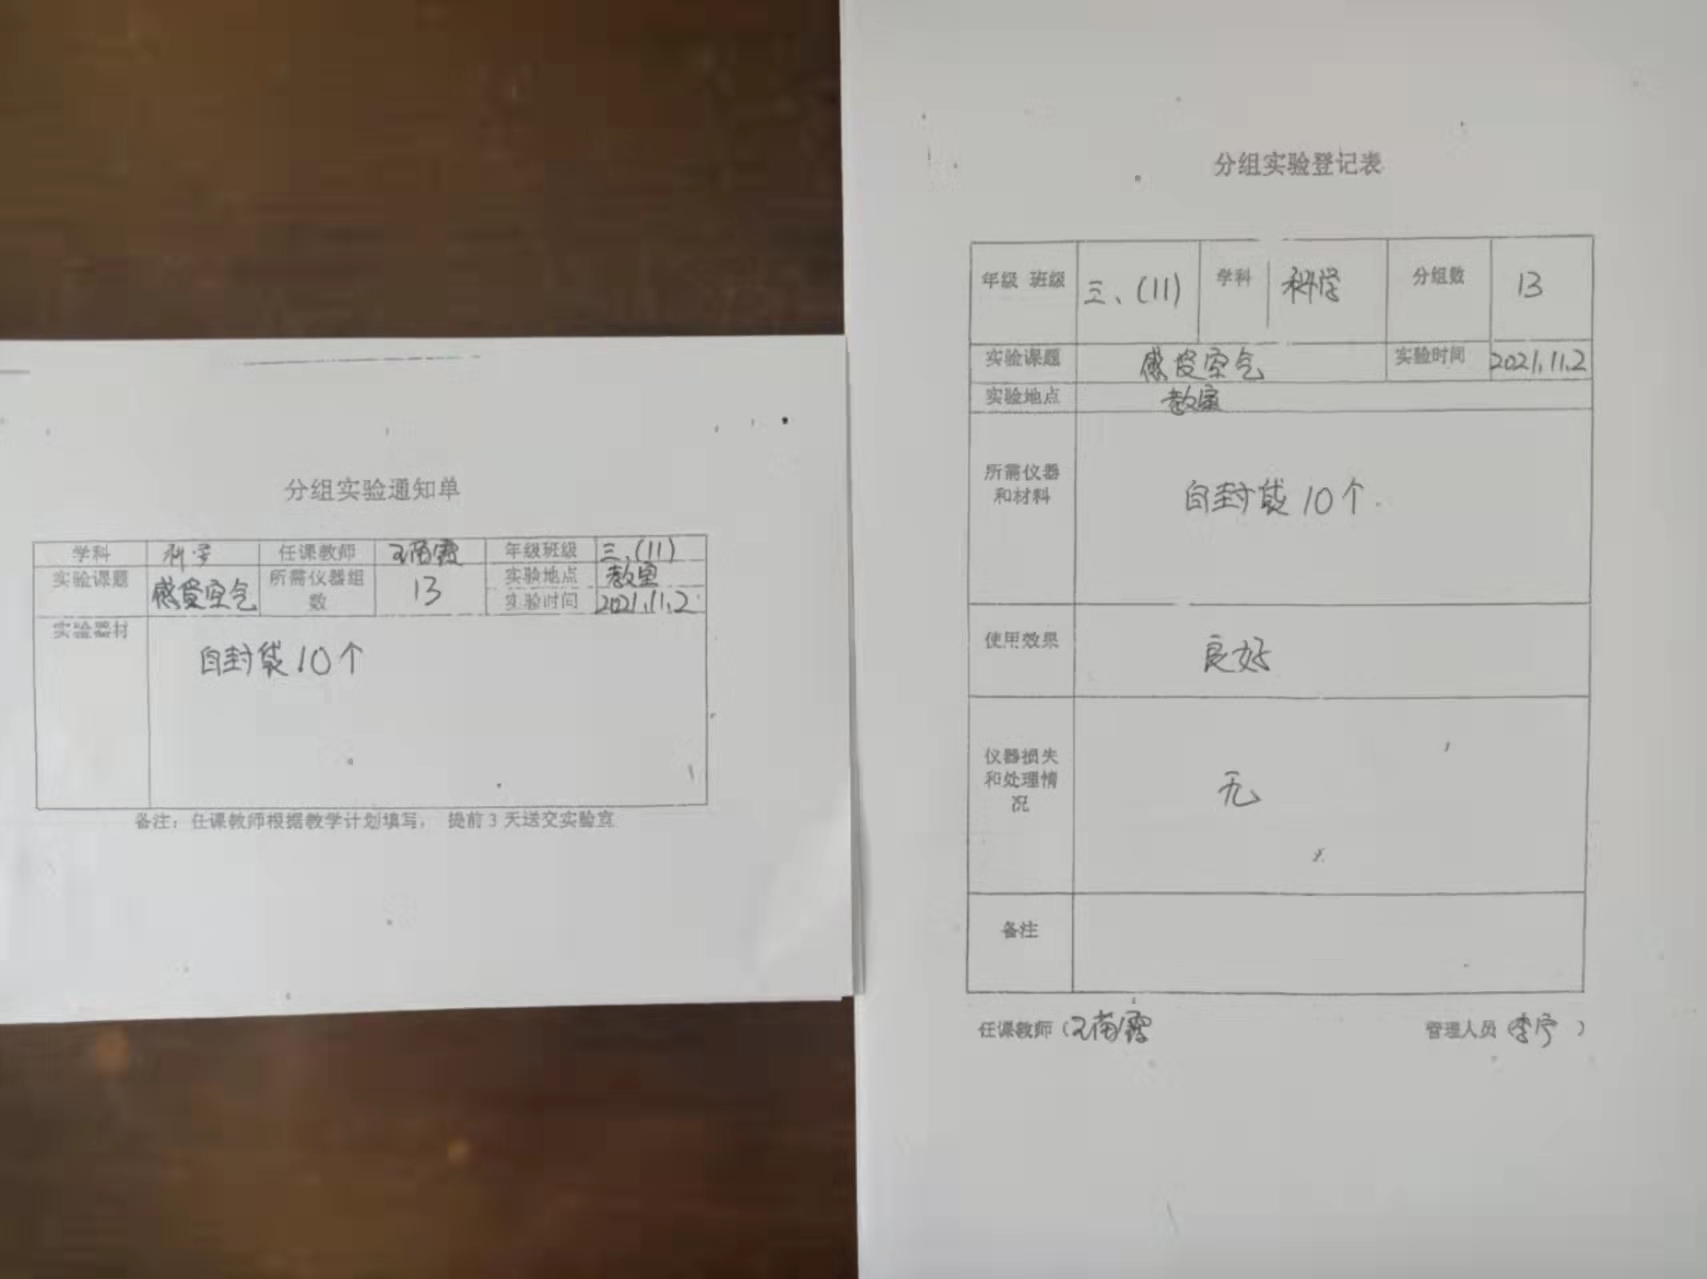 分组实验通知单
学科 科学 任课教师 王南霞 年级班级 三、(11)
实验课题 感受空气 所需仪器组数 13 实验地点 教室
实验时间 2021.11.2
实验器材 自封袋10个
备注：任课教师根据教学计划填写， 提前3天送交实验室
分组实验登记表
年级 班级 三、(11) 学科 科学 分组数 13
实验课题 感受空气 实验时间 2021.11.2
实验地点 教室
所需仪器
和材料
自封袋10个.
使用效果 良好
仪器损失
和处理情
况
无
备注
任课教师（王南霞 管理人员（李宁）